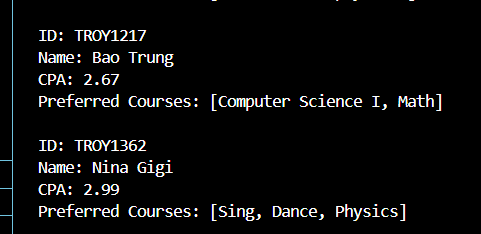 ID: TROY1217
Name: Bao Trung
CPA: 2.67
Preferred Courses: [Computer Science I, Math]
ID: TROY1362
Name: Nina Gigi
CPA: 2.99
Preferred Courses: [Sing, Dance, Physics]